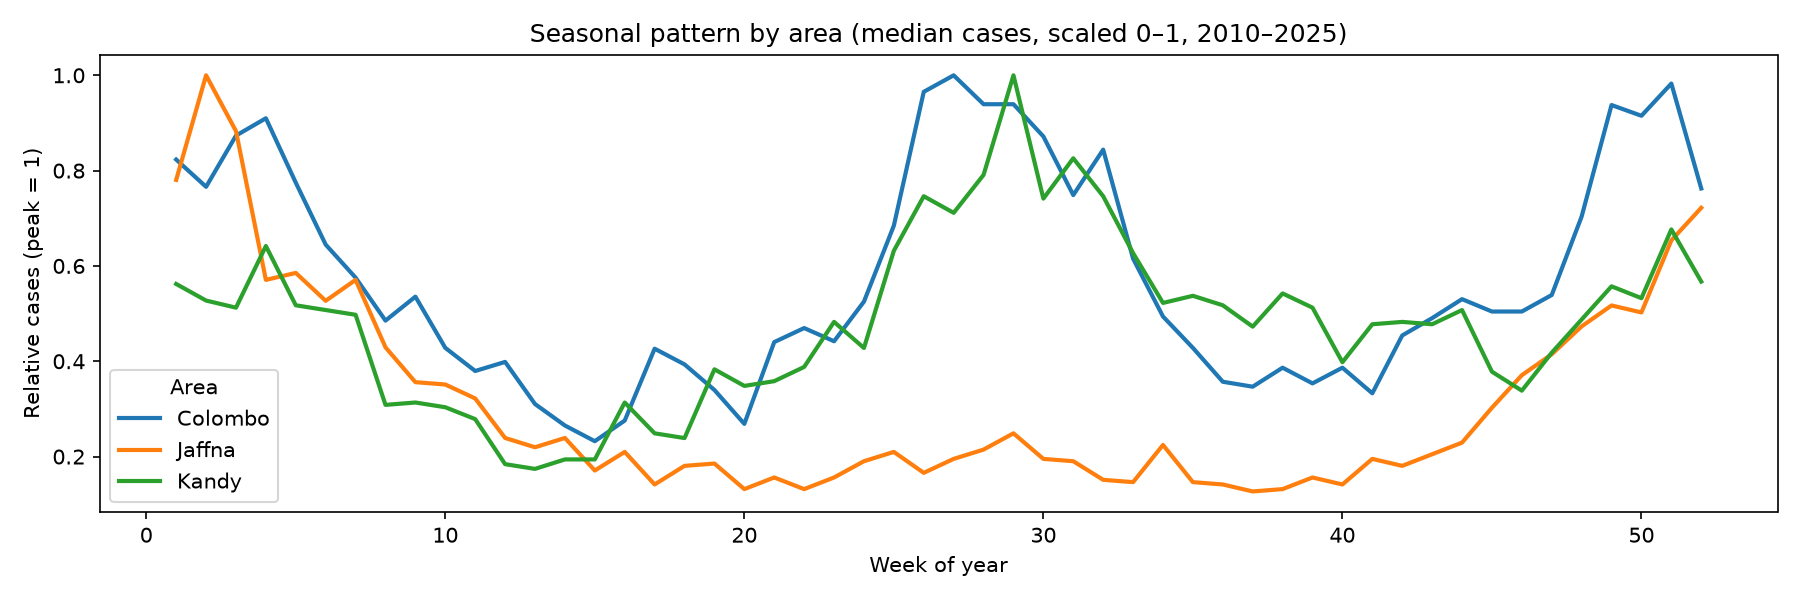 Seasonal pattern by area (median cases, scaled 0–1, 2010–2025)
Relative cases (peak = 1)
1.0
0.8
0.6
0.4
0.2
Area
Colombo
Jaffna
Kandy
0 10 20 30 40 50
Week of year